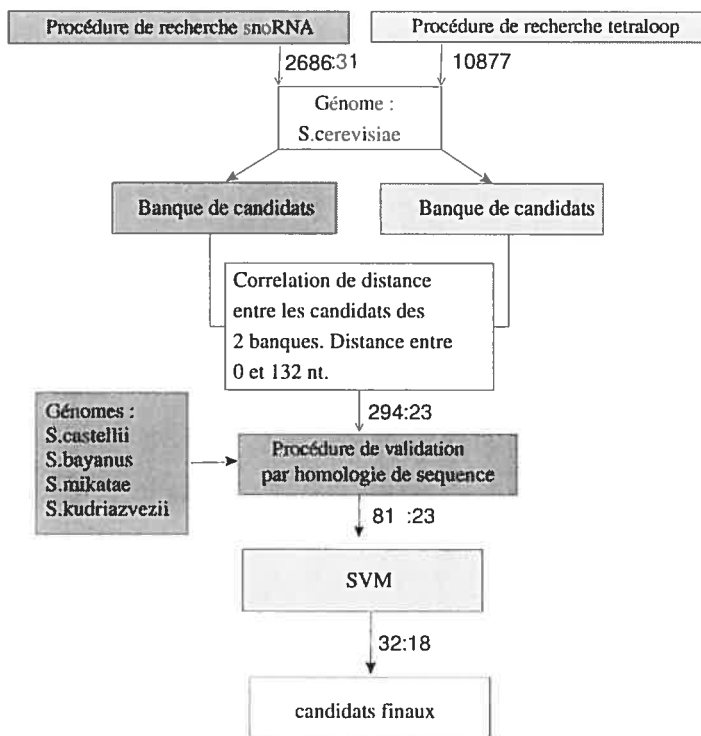 Procédure de recherche snoRNA
Procédure de recherche tetraloop
2686:31
10877
Génome :
S.cerevisiae
Banque de candidats
Banque de candidats
Correlation de distance
entre les candidats des
2 banques. Distance entre
0 et 132 nt.
294:23
Génomes :
S.castellii
S.bayanus
S.mikatae
S.kudriazvezii
Procédure de validation
par homologie de sequence
81 :23
SVM
32:18
candidats finaux